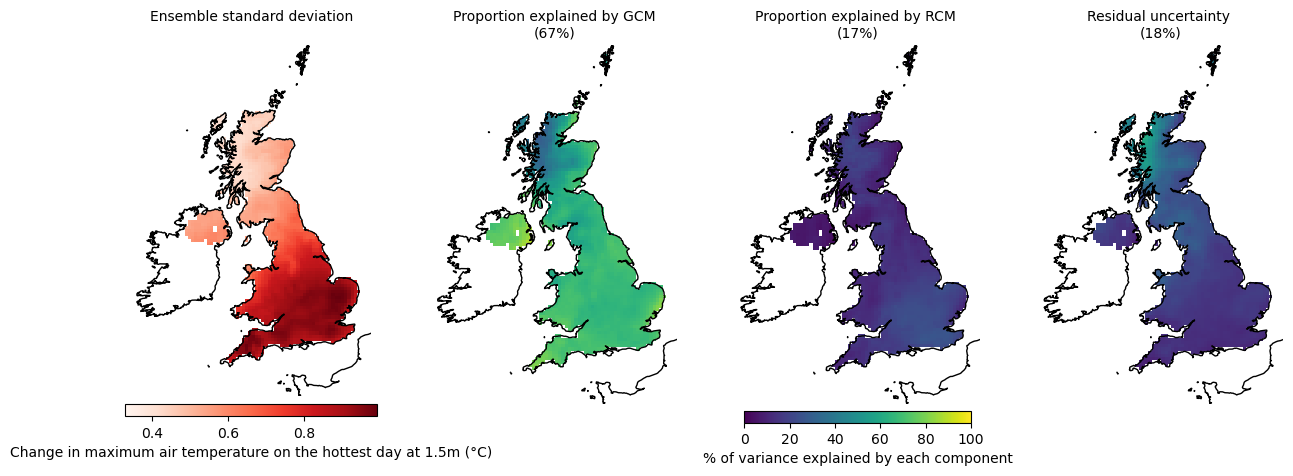 Ensemble standard deviation
Proportion explained by GCM
(67%)
Proportion explained by RCM
(17%)
Residual uncertainty
(18%)
0.4 0.6 0.8
Change in maximum air temperature on the hottest day at 1.5m (°C)
0 20 40 60 80 100
% of variance explained by each component